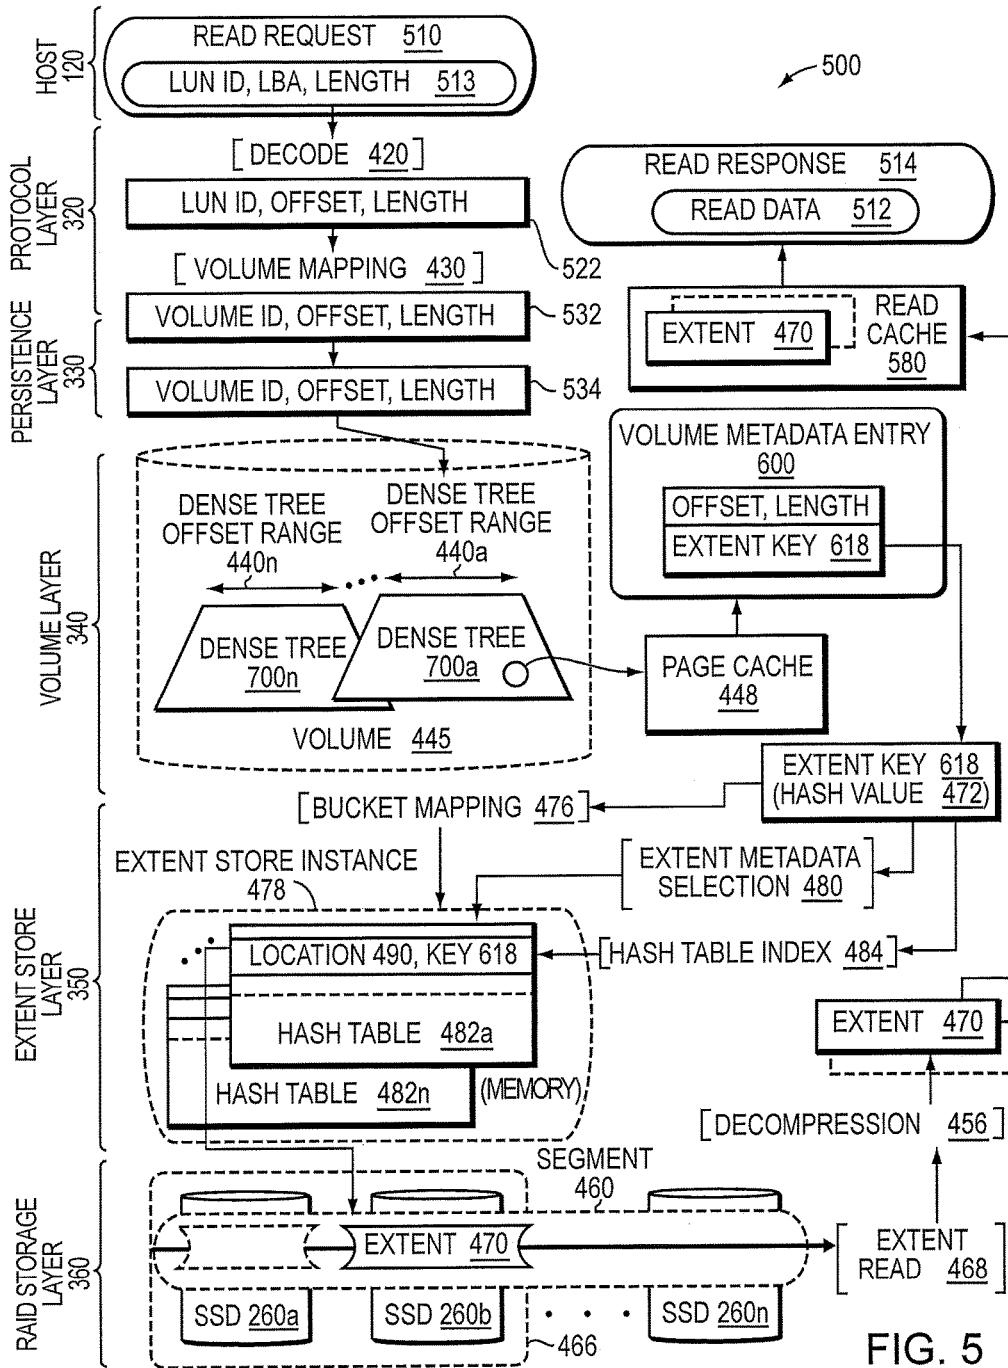 HOST 120
READ REQUEST 510
LUN ID, LBA, LENGTH 513
500
PROTOCOL LAYER 320
[DECODE 420]
LUN ID, OFFSET, LENGTH
522
[VOLUME MAPPING 430]
VOLUME ID, OFFSET, LENGTH
532
PERSISTENCE LAYER 330
VOLUME ID, OFFSET, LENGTH
534
READ RESPONSE 514
READ DATA 512
READ CACHE 580
EXTENT 470
VOLUME METADATA ENTRY
600
OFFSET, LENGTH
EXTENT KEY 618
VOLUME LAYER 340
DENSE TREE
OFFSET RANGE
440n
DENSE TREE
OFFSET RANGE
440a
DENSE TREE
700n
DENSE TREE
700a
VOLUME 445
PAGE CACHE
448
EXTENT KEY 618
(HASH VALUE 472)
[BUCKET MAPPING 476]
EXTENT STORE LAYER 350
EXTENT STORE INSTANCE
478
[EXTENT METADATA
SELECTION 480]
[HASH TABLE INDEX 484]
LOCATION 490, KEY 618
HASH TABLE 482a
HASH TABLE 482n
(MEMORY)
EXTENT 470
[DECOMPRESSION 456]
RAID STORAGE LAYER 360
SEGMENT
460
EXTENT 470
[EXTENT
READ 468]
SSD 260a
SSD 260b
. . . .
SSD 260n
466
FIG. 5